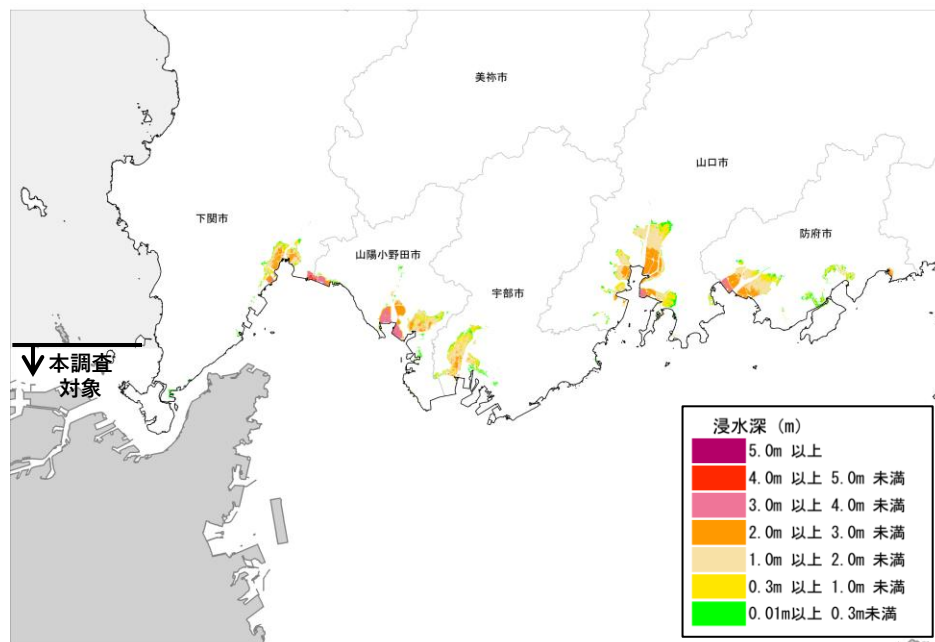 美祢市
山口市
下関市
防府市
山陽小野田市
宇部市
本調査
対象
浸水深 (m)
5.0m 以上
4.0m 以上 5.0m 未満
3.0m 以上 4.0m 未満
2.0m 以上 3.0m 未満
1.0m 以上 2.0m 未満
0.3m 以上 1.0m 未満
0.01m以上 0.3m未満